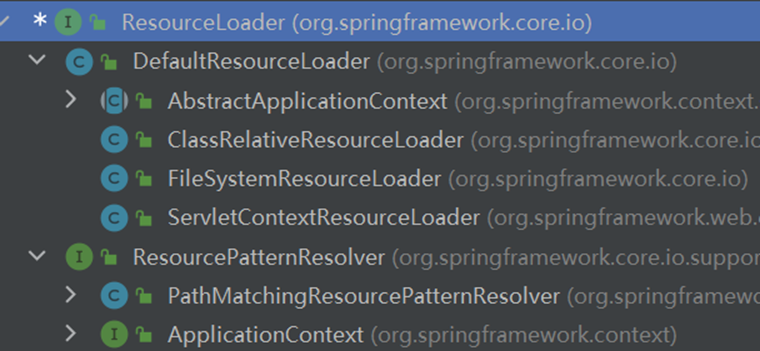 * I ResourceLoader (org.springframework.core.io)
C DefaultResourceLoader (org.springframework.core.io)
C AbstractApplicationContext (org.springframework.context.
C ClassRelativeResourceLoader (org.springframework.core.io
C FileSystemResourceLoader (org.springframework.core.io)
C ServletContextResourceLoader (org.springframework.web.
I ResourcePatternResolver (org.springframework.core.io.suppor
C PathMatchingResourcePatternResolver (org.springframewo
I ApplicationContext (org.springframework.context)